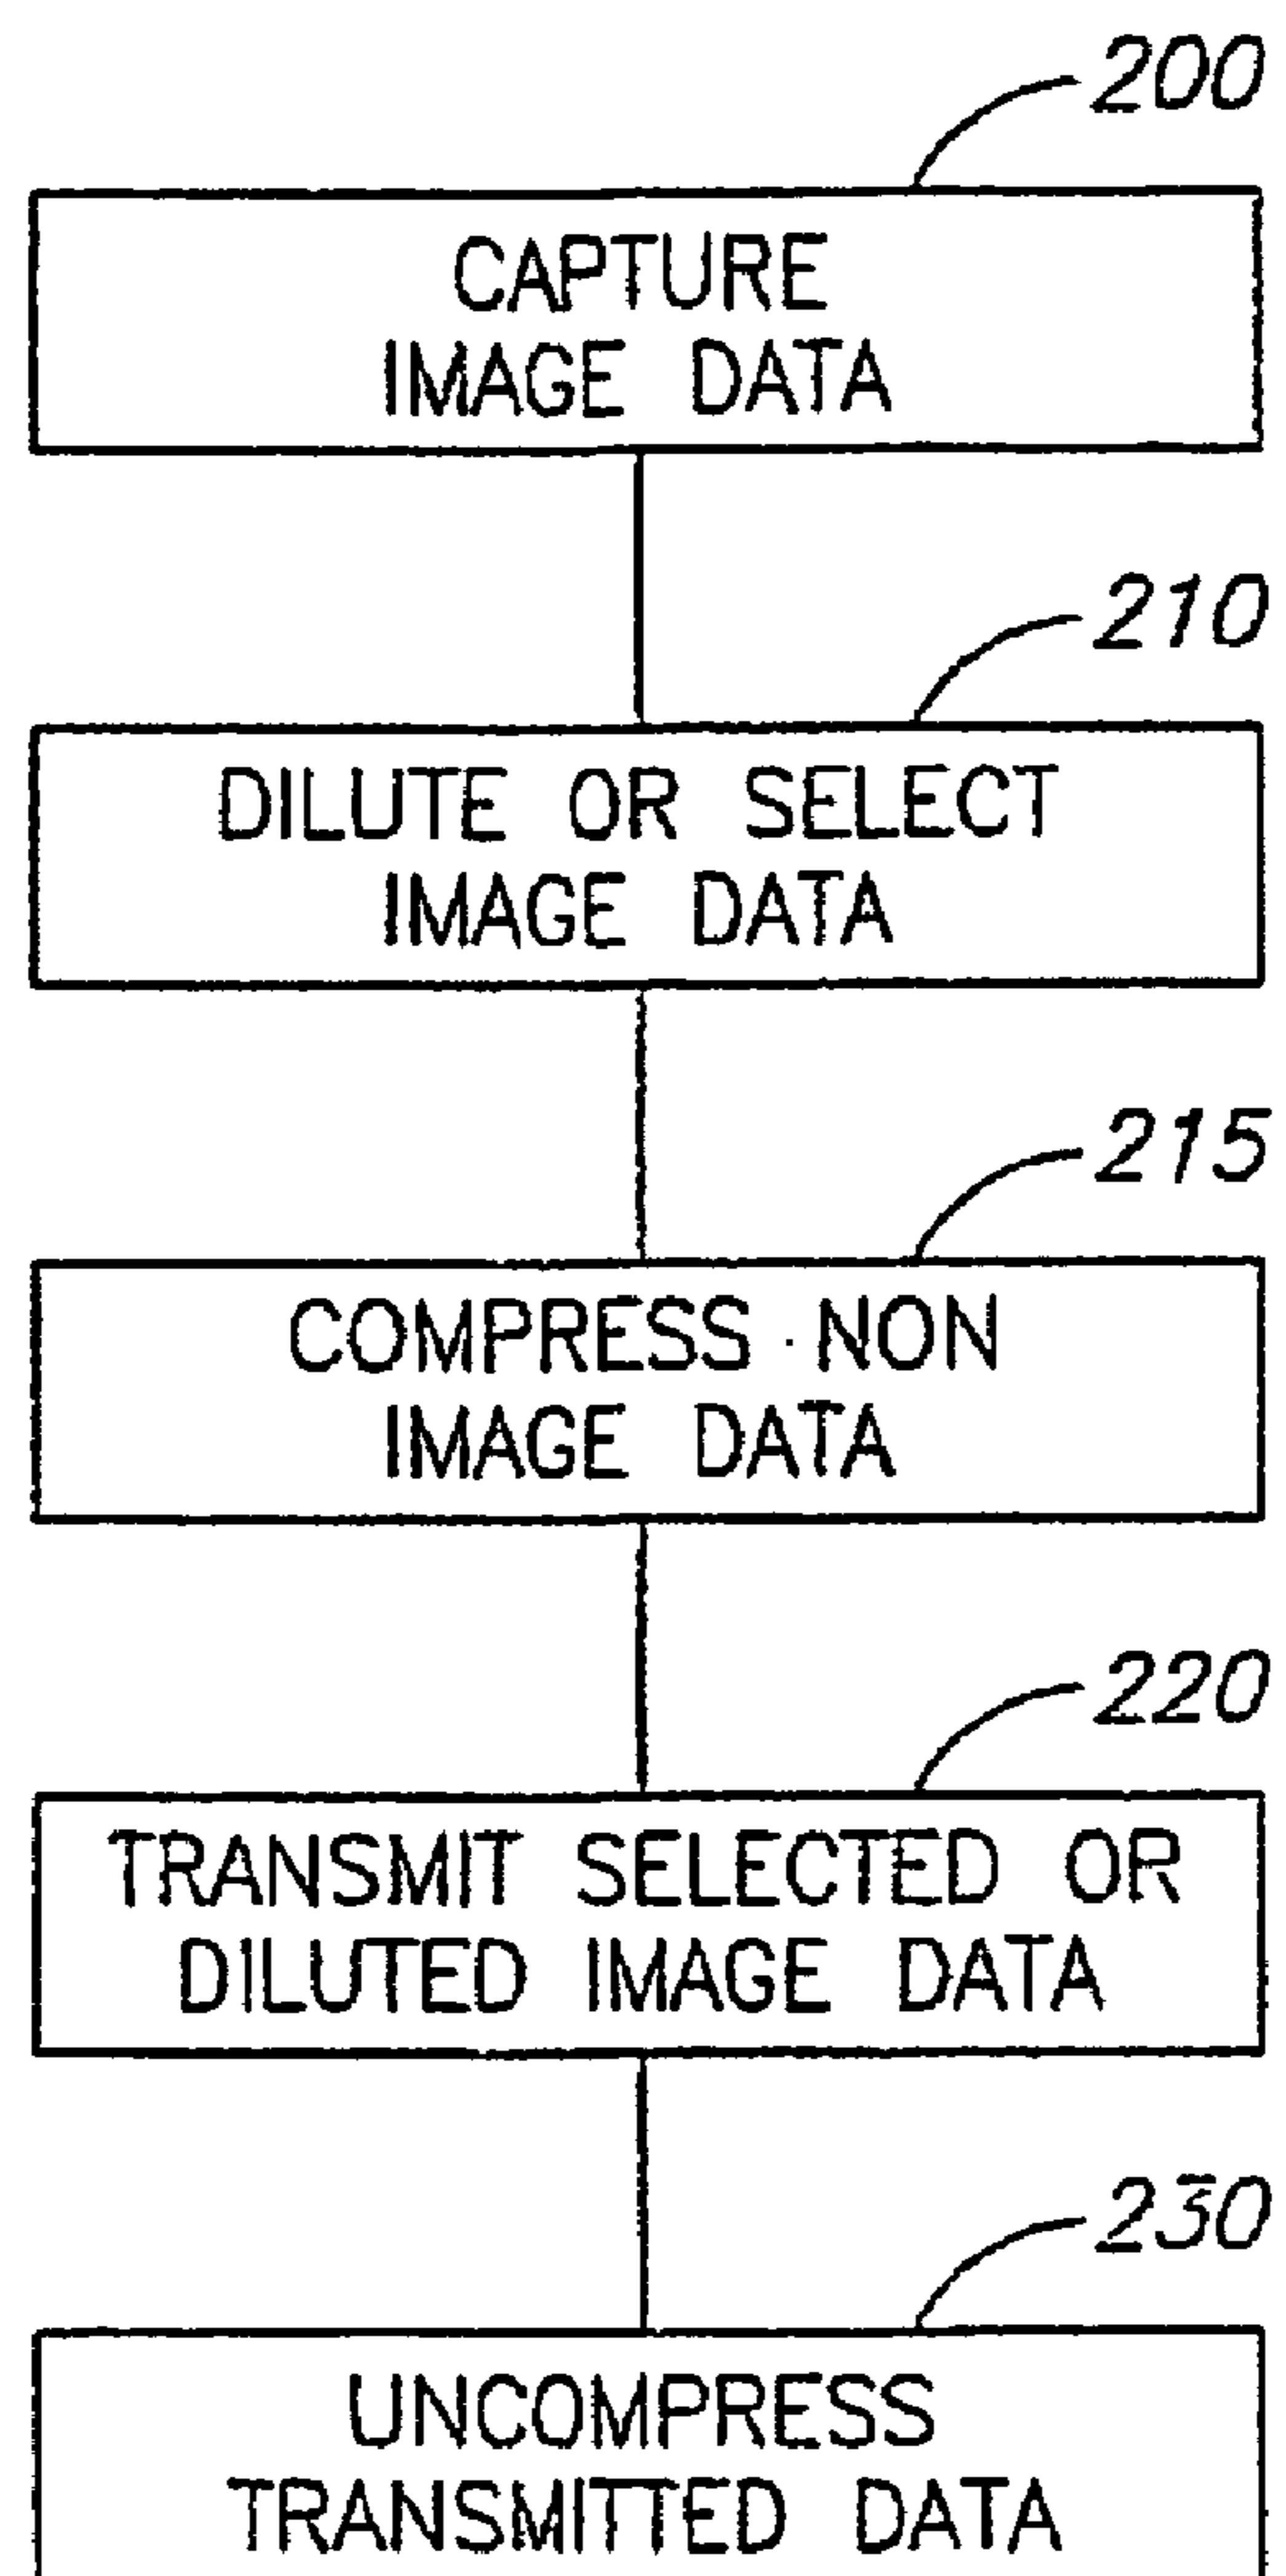 200
CAPTURE
IMAGE DATA
210
DILUTE OR SELECT
IMAGE DATA
215
COMPRESS NON
IMAGE DATA
220
TRANSMIT SELECTED OR
DILUTED IMAGE DATA
230
UNCOMPRESS
TRANSMITTED DATA